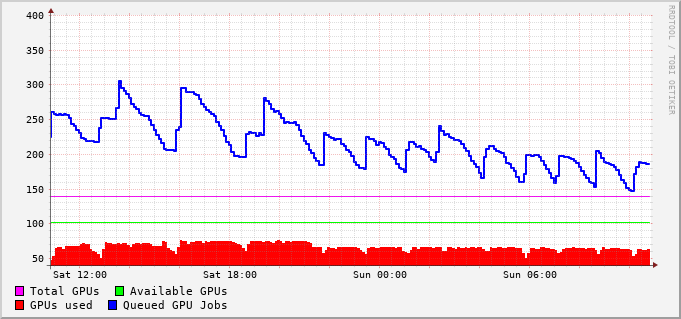 400
350
300
250
200
150
100
50
Sat 12:00 Sat 18:00 Sun 00:00 Sun 06:00
Total GPUs Available GPUs
GPUs used Queued GPU Jobs
RRDTOOL / TOBI OETIKER